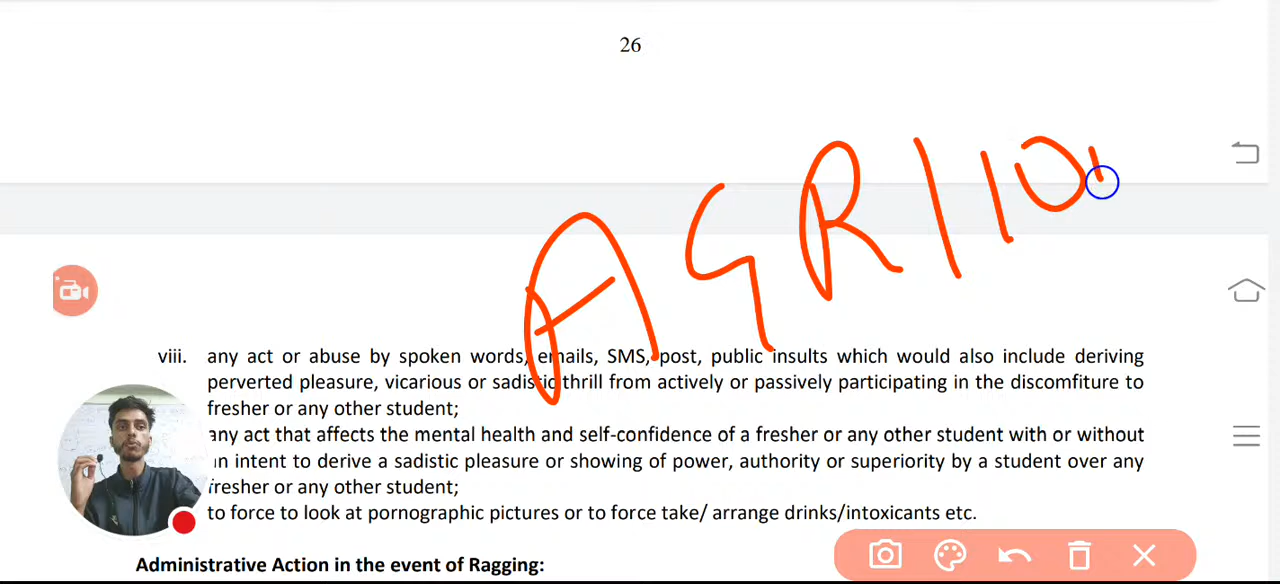 26
AGR110
viii. any act or abuse by spoken words, emails, SMS, post, public insults which would also include deriving
perverted pleasure, vicarious or sadistic thrill from actively or passively participating in the discomfiture to
fresher or any other student;
any act that affects the mental health and self-confidence of a fresher or any other student with or without
an intent to derive a sadistic pleasure or showing of power, authority or superiority by a student over any
fresher or any other student;
to force to look at pornographic pictures or to force take/ arrange drinks/intoxicants etc.
Administrative Action in the event of Ragging: